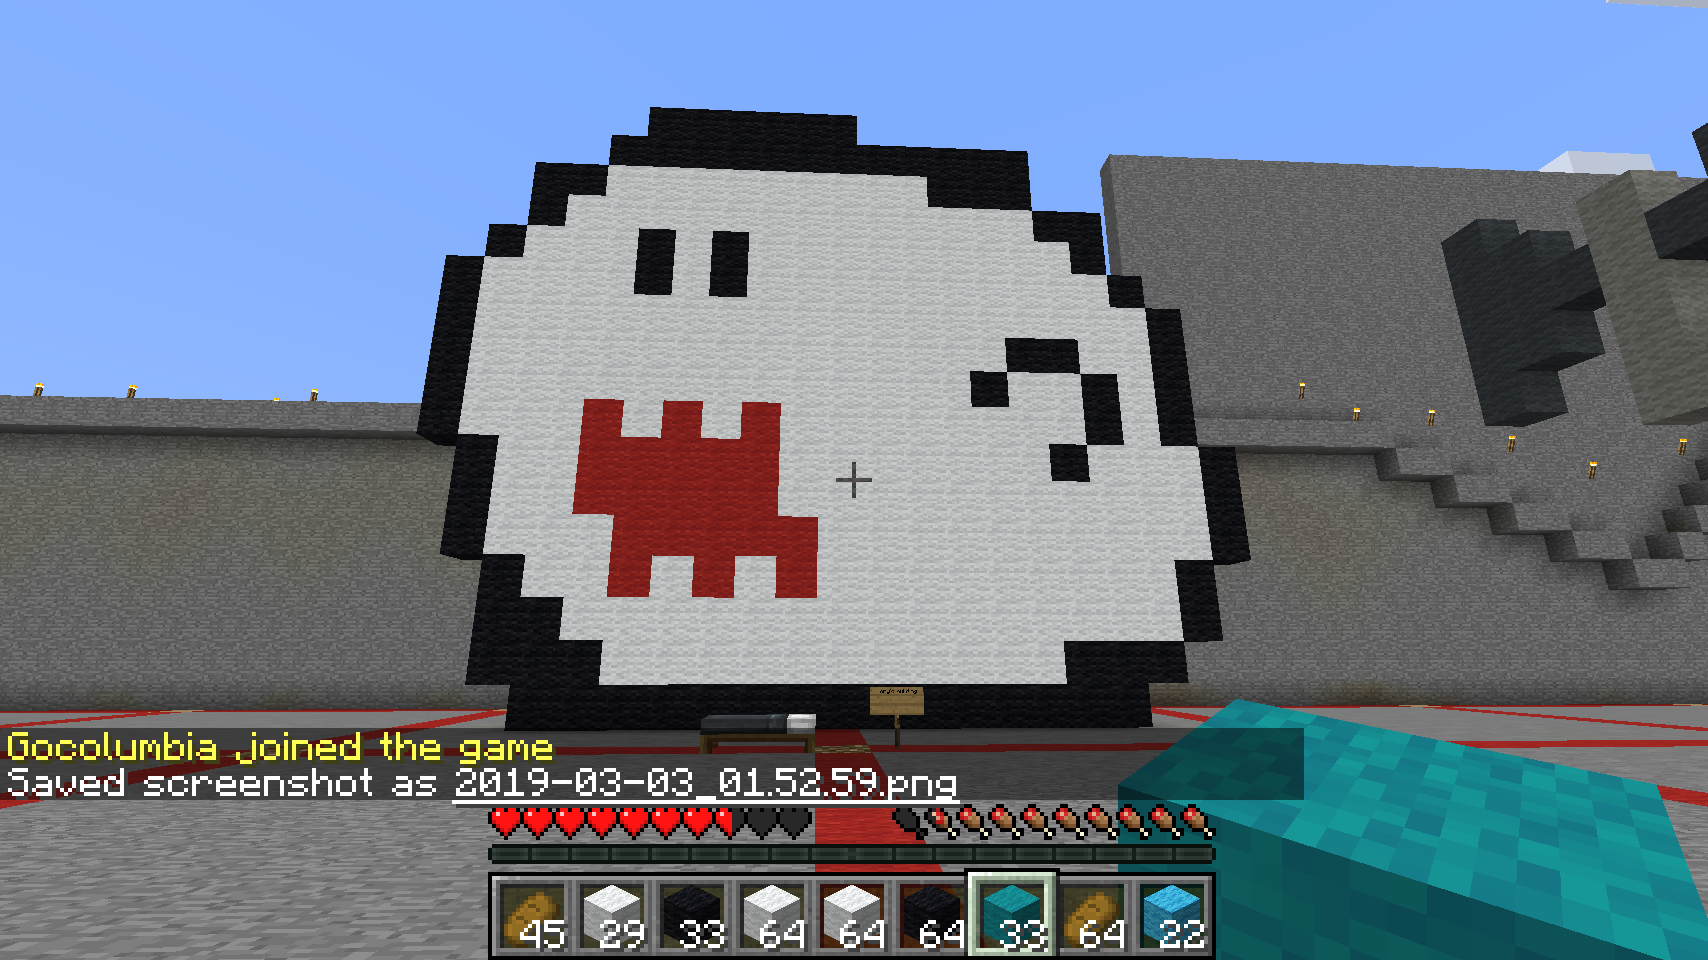 Gocolumbia joined the game
Saved screenshot as 2019-03-03_01.52.59.png
45 29 33 64 64 64 33 64 22